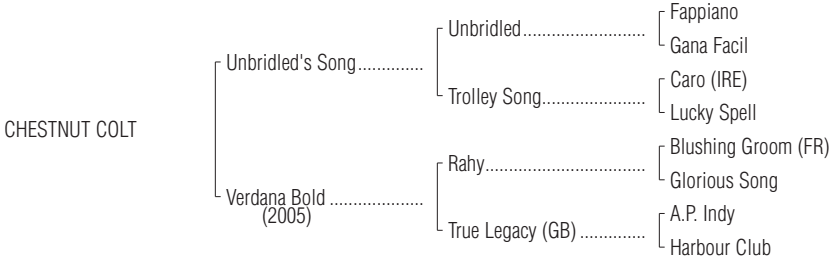 Fappiano
Unbridled..........................
Gana Facil
Unbridled's Song..............
Caro (IRE)
Trolley Song......................
Lucky Spell
CHESTNUT COLT
Blushing Groom (FR)
Rahy..................................
Glorious Song
Verdana Bold ....................
(2005)
A.P. Indy
True Legacy (GB) ..............
Harbour Club